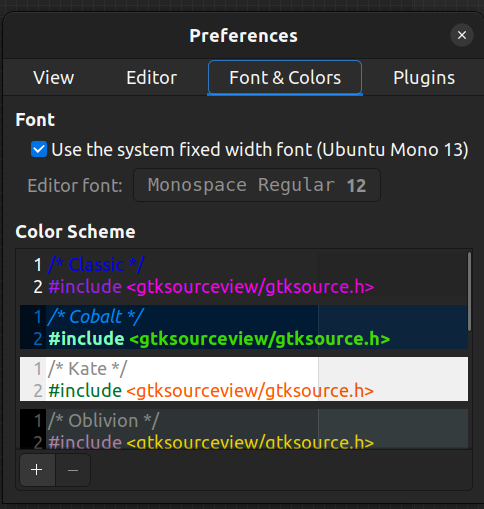 Preferences
View Editor Font & Colors Plugins
Font
Use the system fixed width font (Ubuntu Mono 13)
Editor font: Monospace Regular 12
Color Scheme
1 /* Classic */
2 #include <gtksourceview/gtksource.h>
1 /* Cobalt */
2 #include <gtksourceview/gtksource.h>
1 /* Kate */
2 #include <gtksourceview/gtksource.h>
1 /* Oblivion */
2 #include <gtksourceview/gtksource.h>